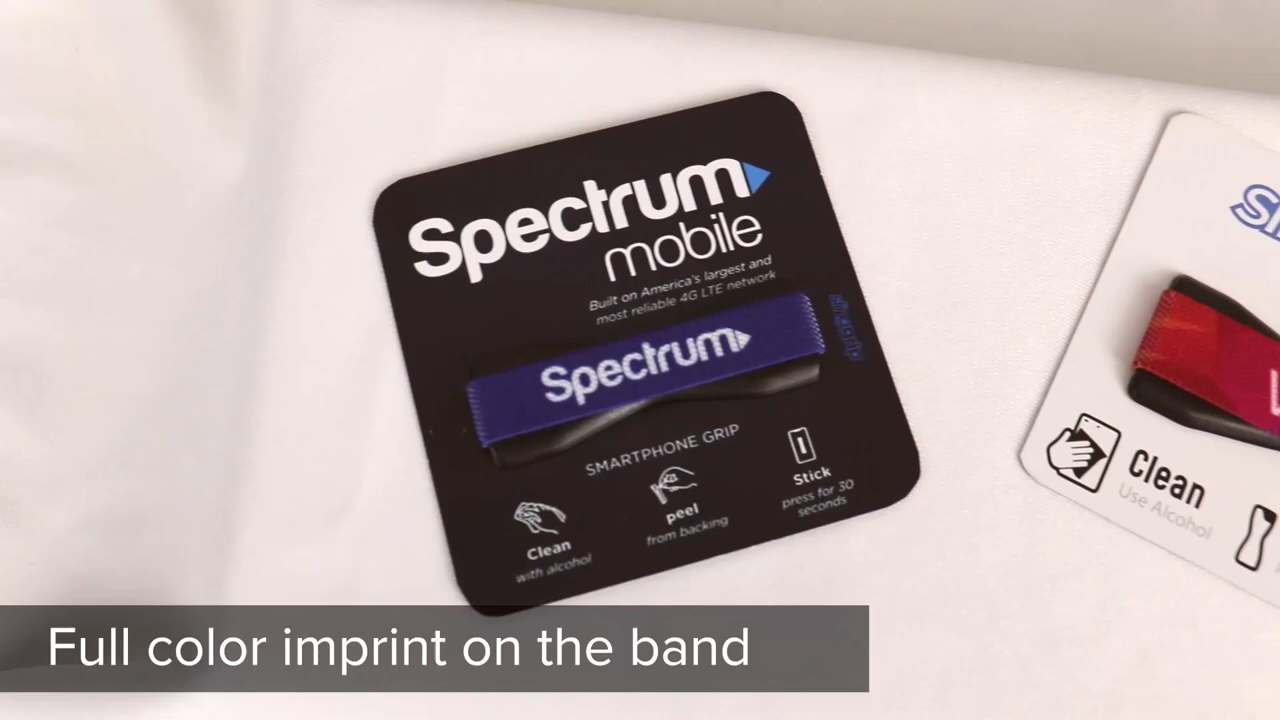 Spectrum
mobile
Built on America's largest and
most reliable 4G LTE network
Spectrum
slingrip
SMARTPHONE GRIP
Clean
with alcohol
peel
from backing
Stick
press for 30
seconds
Clean
Use Alcohol
Full color imprint on the band